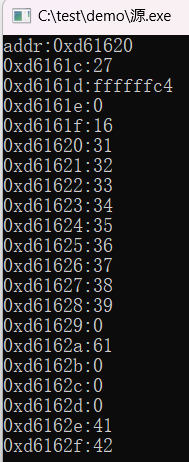 C:\test\demo\源.exe
addr:0xd61620
0xd6161c:27
0xd6161d:ffffffc4
0xd6161e:0
0xd6161f:16
0xd61620:31
0xd61621:32
0xd61622:33
0xd61623:34
0xd61624:35
0xd61625:36
0xd61626:37
0xd61627:38
0xd61628:39
0xd61629:0
0xd6162a:61
0xd6162b:0
0xd6162c:0
0xd6162d:0
0xd6162e:41
0xd6162f:42